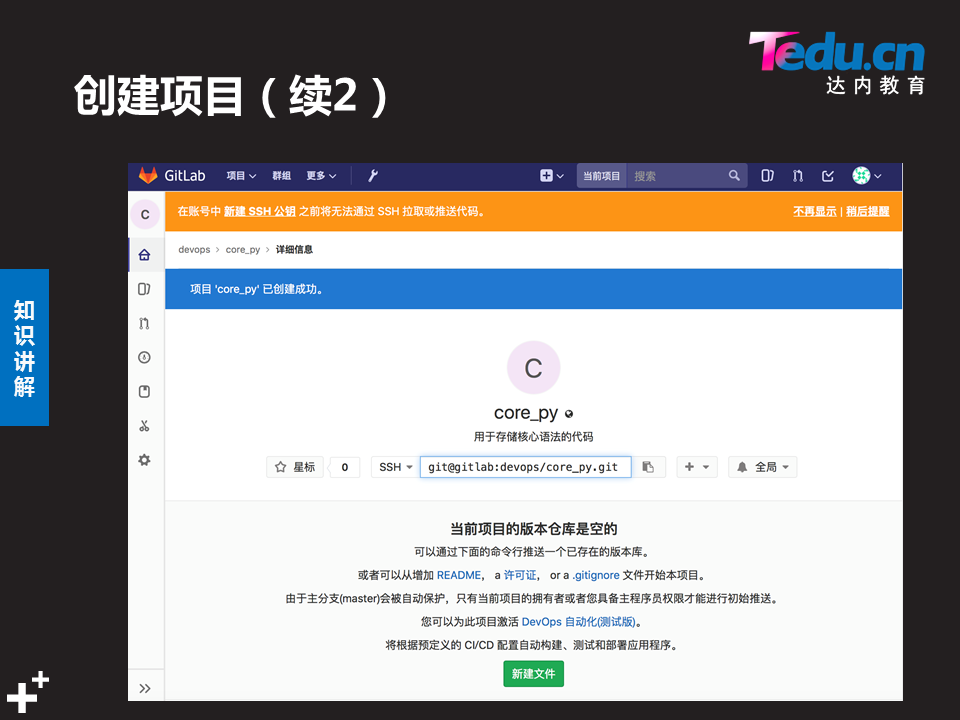 Tedu.cn
达内教育
创建项目（续2）
GitLab 项目 群组 更多 当前项目 搜索
C
在账号中 新建 SSH 公钥 之前将无法通过 SSH 拉取或推送代码。 不再显示 | 稍后提醒
devops > core_py > 详细信息
项目 'core_py' 已创建成功。
知识讲解
C
core_py
用于存储核心语法的代码
星标 0 SSH git@gitlab:devops/core_py.git 全局
当前项目的版本仓库是空的
可以通过下面的命令行推送一个已存在的版本库。
或者可以从增加 README， a 许可证， or a .gitignore 文件开始本项目。
由于主分支(master)会被自动保护，只有当前项目的拥有者或者您具备主程序员权限才能进行初始推送。
您可以为此项目激活 DevOps 自动化(测试版)。
将根据预定义的 CI/CD 配置自动构建、测试和部署应用程序。
新建文件